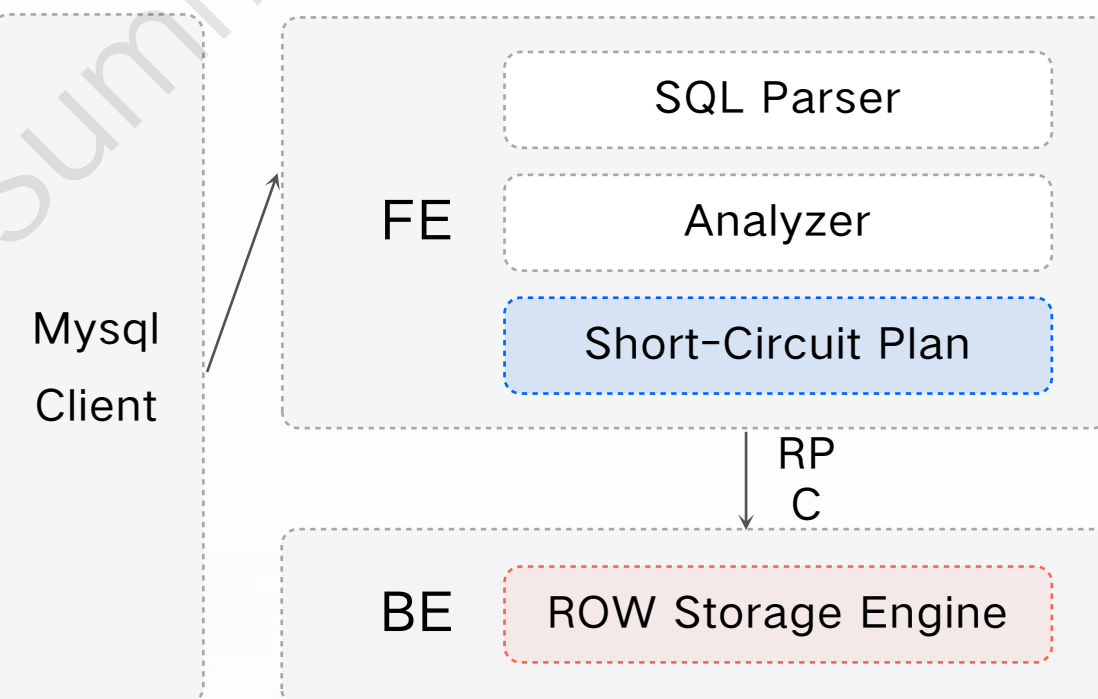 Mysql
Client
FE
SQL Parser
Analyzer
Short-Circuit Plan
RP
C
BE
ROW Storage Engine